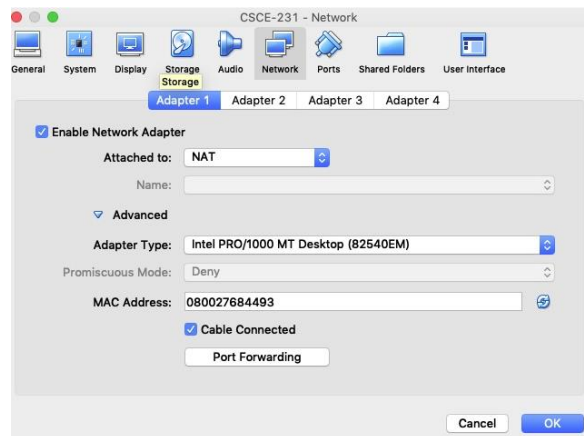 CSCE-231 - Network
General System Display Storage Audio Network Ports Shared Folders User Interface
Storage
Adapter 1 Adapter 2 Adapter 3 Adapter 4
Enable Network Adapter
Attached to: NAT
Name:
Advanced
Adapter Type: Intel PRO/1000 MT Desktop (82540EM)
Promiscuous Mode: Deny
MAC Address: 080027684493
Cable Connected
Port Forwarding
Cancel OK